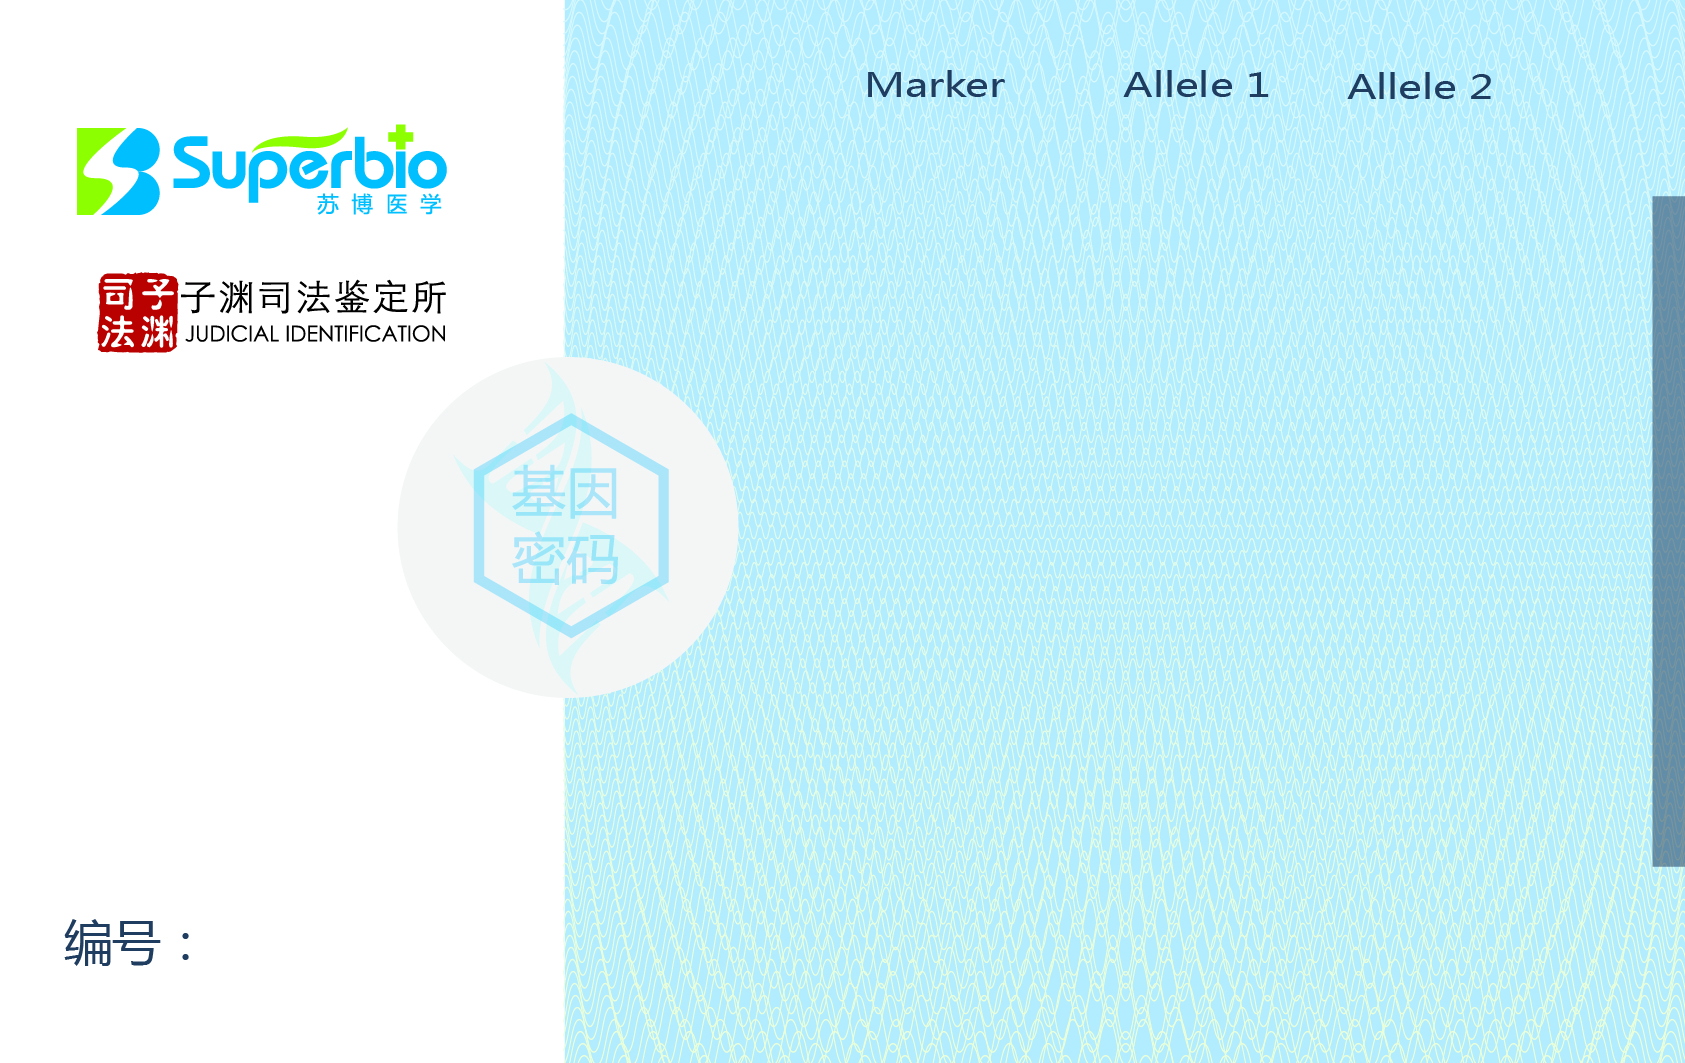 Superbio
苏博医学
子渊司法
子渊司法鉴定所
JUDICIAL IDENTIFICATION
基因
密码
编号：
Marker Allele 1 Allele 2